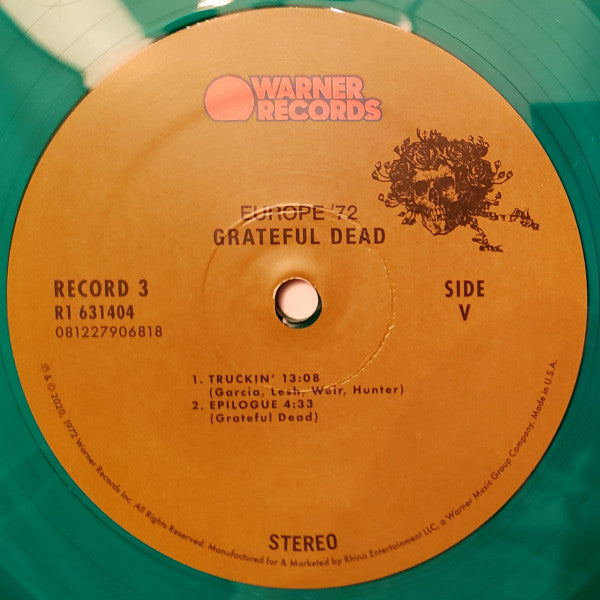 WARNER
RECORDS
EUROPE '72
GRATEFUL DEAD
RECORD 3
R1 631404
081227906818
SIDE
V
1. TRUCKIN' 13:08
(Garcia, Lesh, Weir, Hunter)
2. EPILOGUE 4:33
(Grateful Dead)
STEREO
℗ & © 2020, 1972 Warner Records Inc. All Rights Reserved. Manufactured for & Marketed by Rhino Entertainment LLC, a Warner Music Group Company. Made in U.S.A.